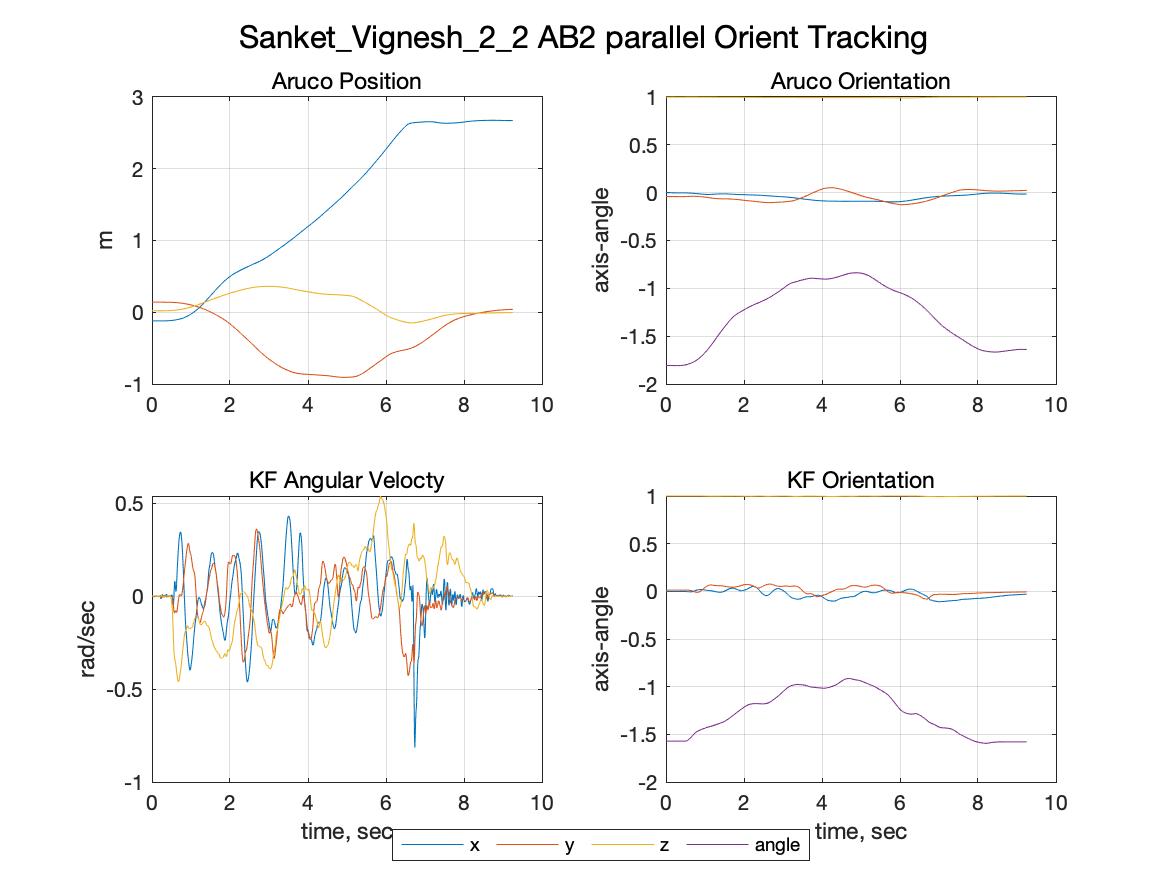 Sanket_Vignesh_2_2 AB2 parallel Orient Tracking
Aruco Position
3
2
1
0
-1
m
0 2 4 6 8 10
Aruco Orientation
1
0.5
0
-0.5
-1
-1.5
-2
axis-angle
0 2 4 6 8 10
KF Angular Velocty
0.5
0
-0.5
-1
rad/sec
0 2 4 6 8 10
time, sec
KF Orientation
1
0.5
0
-0.5
-1
-1.5
-2
axis-angle
0 2 4 6 8 10
time, sec
x y z angle